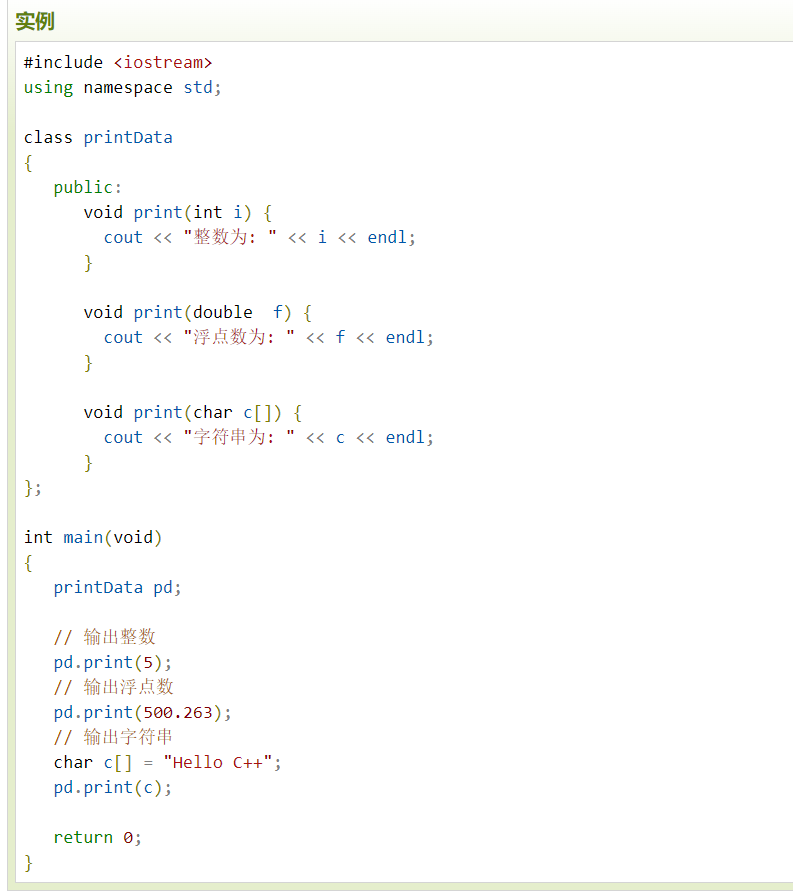 实例
#include <iostream>
using namespace std;
class printData
{
public:
void print(int i) {
cout << "整数为: " << i << endl;
}
void print(double  f) {
cout << "浮点数为: " << f << endl;
}
void print(char c[]) {
cout << "字符串为: " << c << endl;
}
};
int main(void)
{
printData pd;
// 输出整数
pd.print(5);
// 输出浮点数
pd.print(500.263);
// 输出字符串
char c[] = "Hello C++";
pd.print(c);
return 0;
}